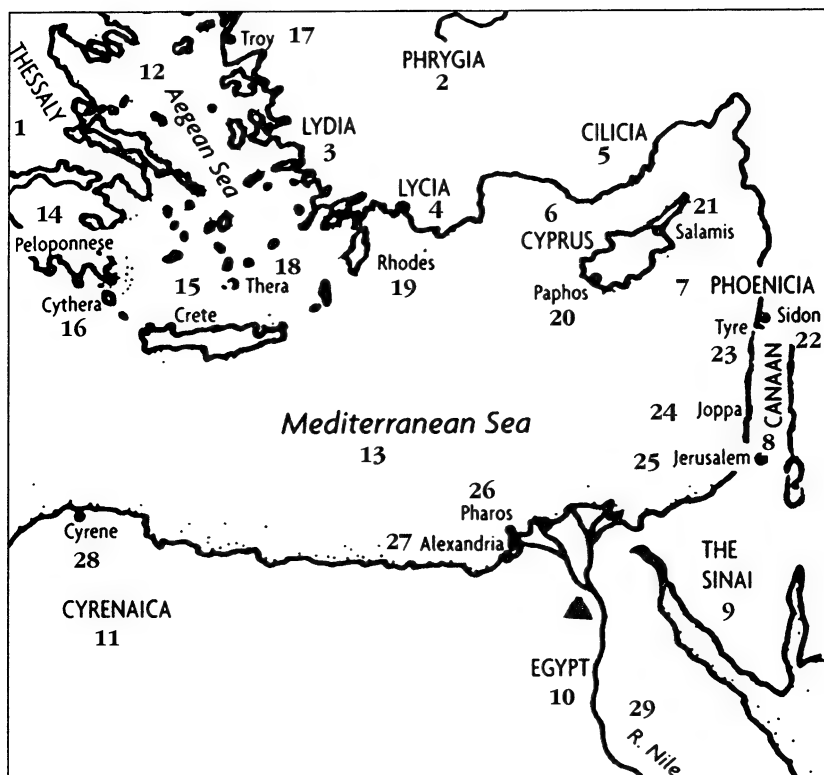 Troy 17
12
PHRYGIA
2
THESSALY
1
Aegean Sea
LYDIA
3
CILICIA
5
14
Peloponnese
LYCIA
4
6
CYPRUS
21
Salamis
15
18
Thera
Rhodes
19
7
PHOENICIA
Cythera
16
Crete
Paphos
20
Tyre
23
Sidon
22
CANAAN
8
24 Joppa
Mediterranean Sea
13
25 Jerusalem
26
Pharos
Cyrene
28
27 Alexandria
THE
SINAI
9
CYRENAICA
11
EGYPT
10
29
R. Nile